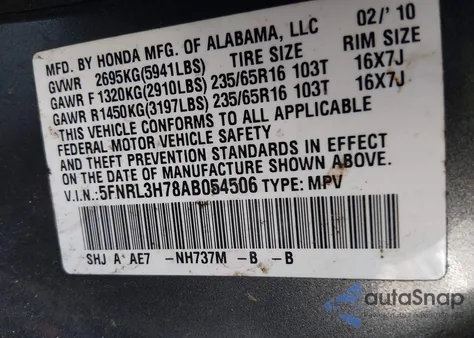 MFD. BY HONDA MFG. OF ALABAMA, LLC 02/' 10
GVWR 2695KG(5941LBS) TIRE SIZE RIM SIZE
GAWR F 1320KG(2910LBS) 235/65R16 103T 16X7J
GAWR R1450KG(3197LBS) 235/65R16 103T 16X7J
THIS VEHICLE CONFORMS TO ALL APPLICABLE
FEDERAL MOTOR VEHICLE SAFETY
AND THEFT PREVENTION STANDARDS IN EFFECT
ON THE DATE OF MANUFACTURE SHOWN ABOVE.
V.I.N.: 5FNRL3H78AB054506 TYPE: MPV
SHJ A AE7 -NH737M -B -B
autaSnap